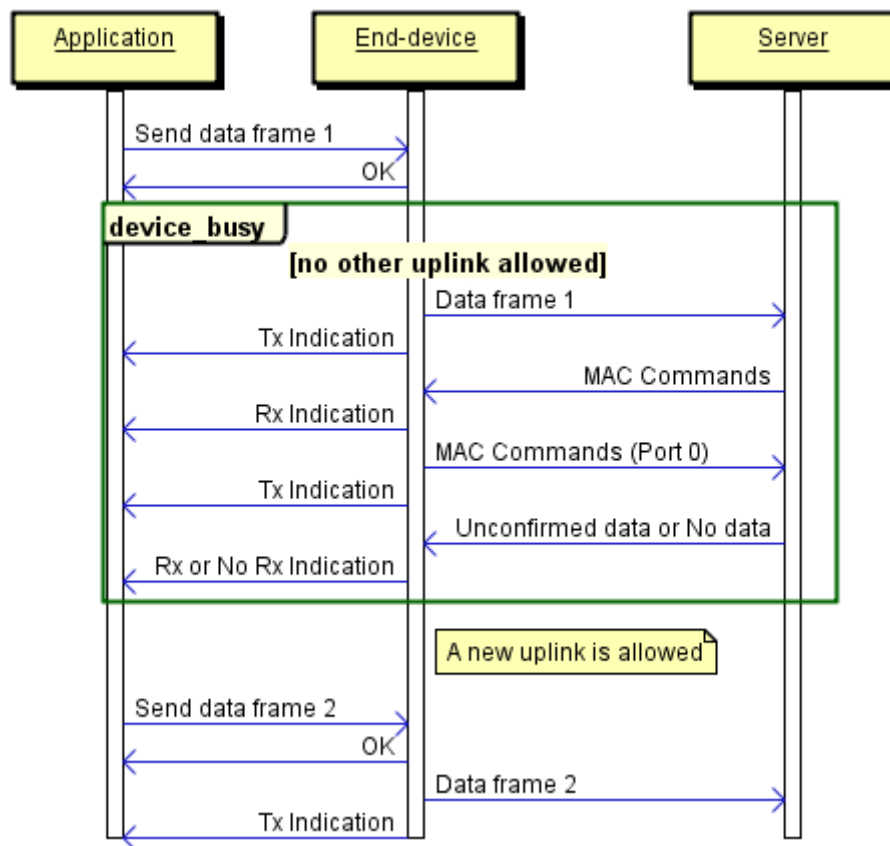 Application
End-device
Server
Send data frame 1
OK
device_busy
[no other uplink allowed]
Data frame 1
Tx Indication
MAC Commands
Rx Indication
MAC Commands (Port 0)
Tx Indication
Unconfirmed data or No data
Rx or No Rx Indication
A new uplink is allowed
Send data frame 2
OK
Data frame 2
Tx Indication